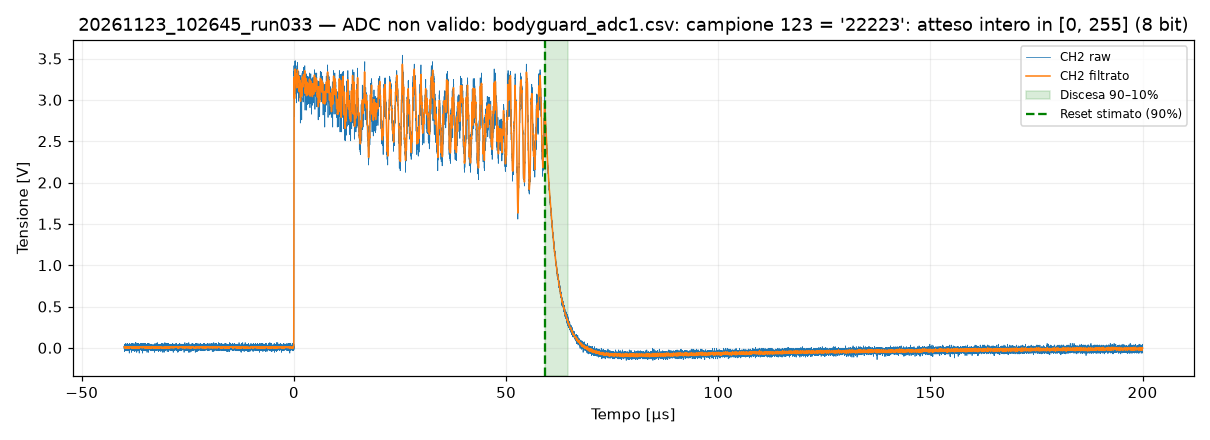 20261123_102645_run033 — ADC non valido: bodyguard_adc1.csv: campione 123 = '22223': atteso intero in [0, 255] (8 bit)
Tensione [V]
3.5
3.0
2.5
2.0
1.5
1.0
0.5
0.0
CH2 raw
CH2 filtrato
Discesa 90–10%
Reset stimato (90%)
−50
0
50
100
150
200
Tempo [µs]